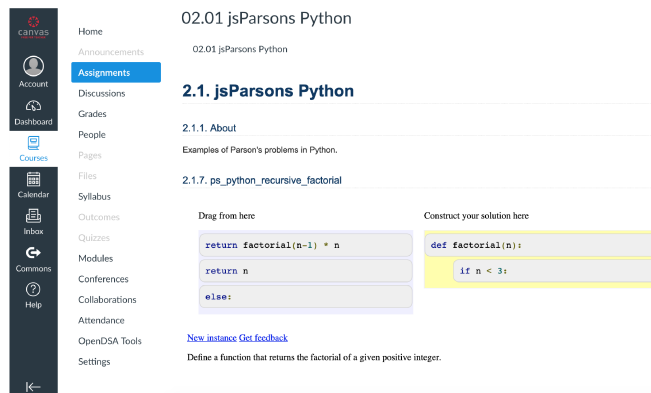 canvas
Account
Dashboard
Courses
Calendar
Inbox
Commons
Help
Home
Announcements
Assignments
Discussions
Grades
People
Pages
Files
Syllabus
Outcomes
Quizzes
Modules
Conferences
Collaborations
Attendance
OpenDSA Tools
Settings
02.01 jsParsons Python
02.01 jsParsons Python
2.1. jsParsons Python
2.1.1. About
Examples of Parson's problems in Python.
2.1.7. ps_python_recursive_factorial
Drag from here
return factorial(n-1) * n
return n
else:
Construct your solution here
def factorial(n):
if n < 3:
New instance Get feedback
Define a function that returns the factorial of a given positive integer.